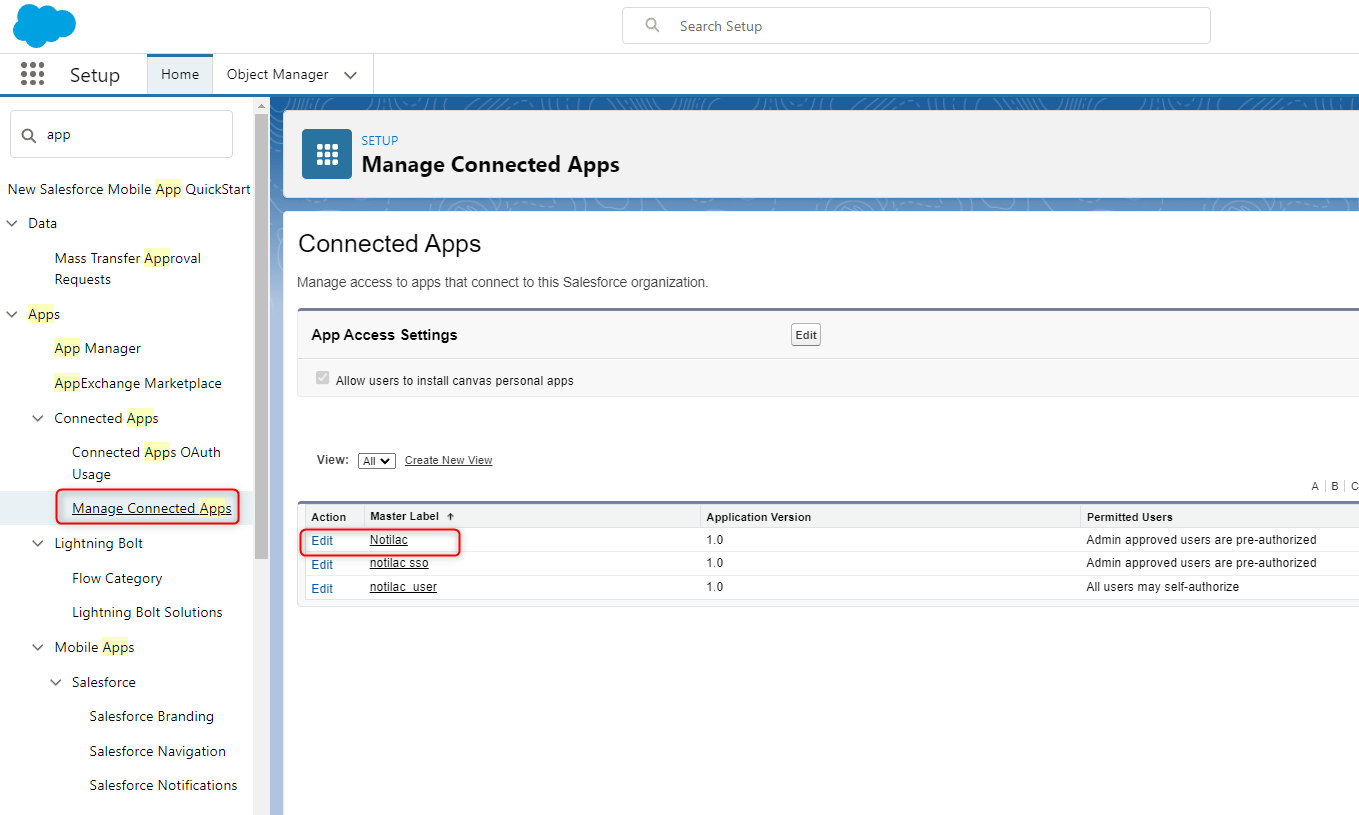 Search Setup
Setup
Home
Object Manager
app
New Salesforce Mobile App QuickStart
Data
Mass Transfer Approval
Requests
Apps
App Manager
AppExchange Marketplace
Connected Apps
Connected Apps OAuth
Usage
Manage Connected Apps
Lightning Bolt
Flow Category
Lightning Bolt Solutions
Mobile Apps
Salesforce
Salesforce Branding
Salesforce Navigation
Salesforce Notifications
SETUP
Manage Connected Apps
Connected Apps
Manage access to apps that connect to this Salesforce organization.
App Access Settings Edit
Allow users to install canvas personal apps
View: All Create New View
A | B | C
Action Master Label ↑ Application Version Permitted Users
Edit Notilac 1.0 Admin approved users are pre-authorized
Edit notilac sso 1.0 Admin approved users are pre-authorized
Edit notilac_user 1.0 All users may self-authorize